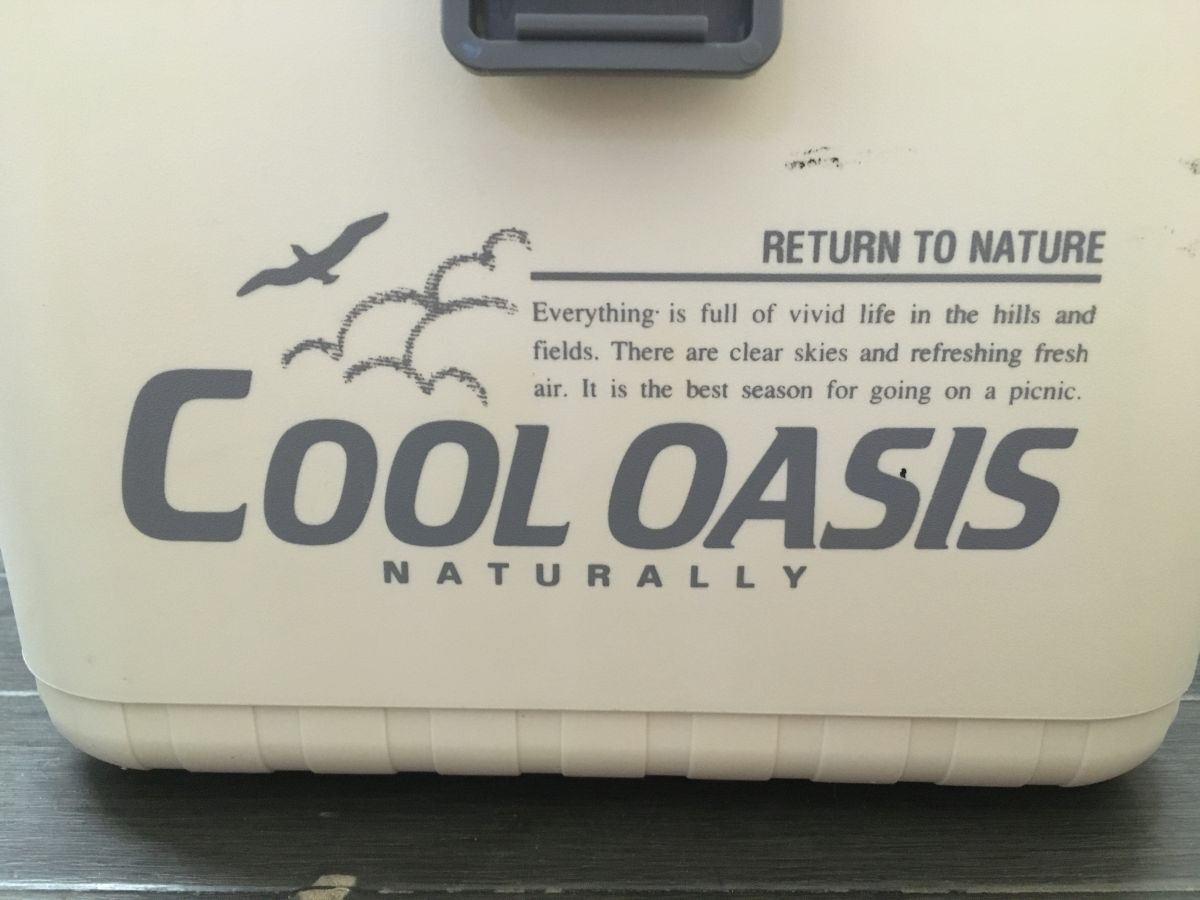 RETURN TO NATURE
Everything is full of vivid life in the hills and
fields. There are clear skies and refreshing fresh
air. It is the best season for going on a picnic.
COOL OASIS
NATURALLY